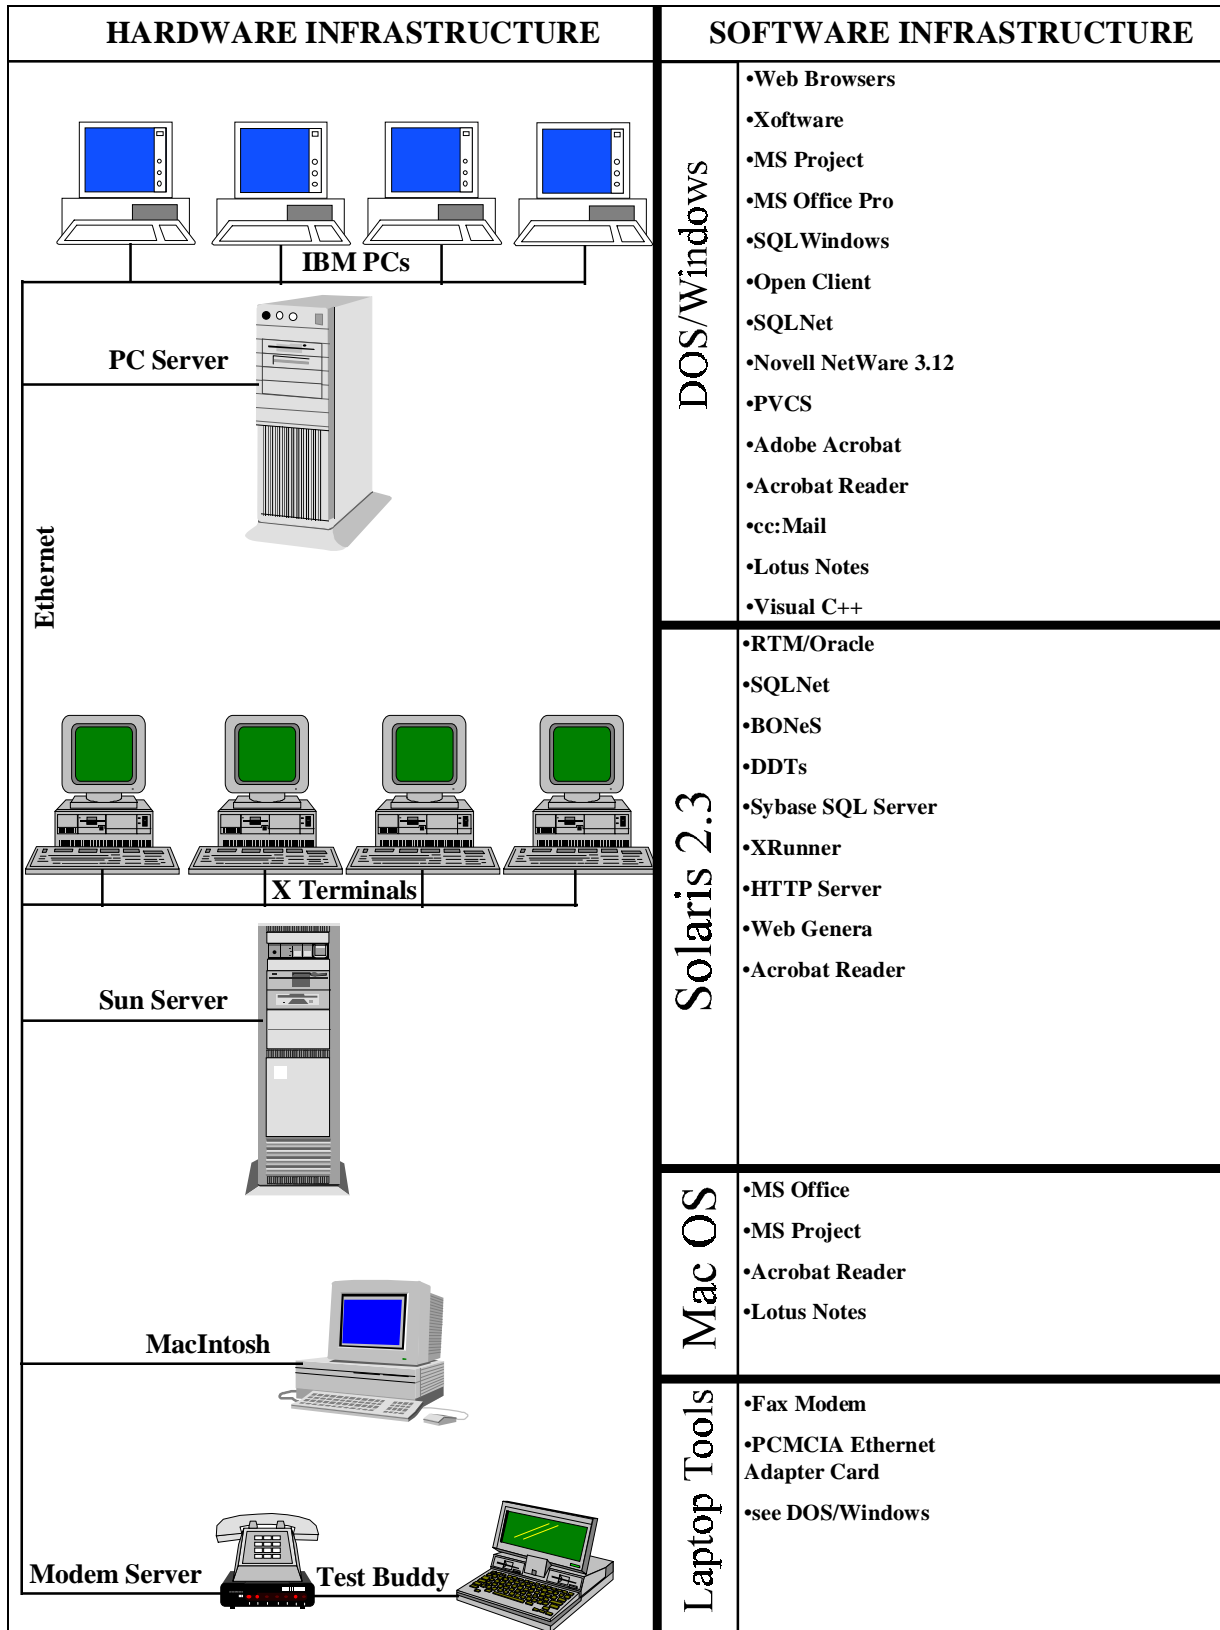 HARDWARE INFRASTRUCTURE
SOFTWARE INFRASTRUCTURE
IBM PCs
PC Server
Ethernet
X Terminals
Sun Server
MacIntosh
Modem Server
Test Buddy
DOS/Windows
•Web Browsers
•Xoftware
•MS Project
•MS Office Pro
•SQLWindows
•Open Client
•SQLNet
•Novell NetWare 3.12
•PVCS
•Adobe Acrobat
•Acrobat Reader
•cc:Mail
•Lotus Notes
•Visual C++
Solaris 2.3
•RTM/Oracle
•SQLNet
•BONeS
•DDTs
•Sybase SQL Server
•XRunner
•HTTP Server
•Web Genera
•Acrobat Reader
Mac OS
•MS Office
•MS Project
•Acrobat Reader
•Lotus Notes
Laptop Tools
•Fax Modem
•PCMCIA Ethernet
Adapter Card
•see DOS/Windows